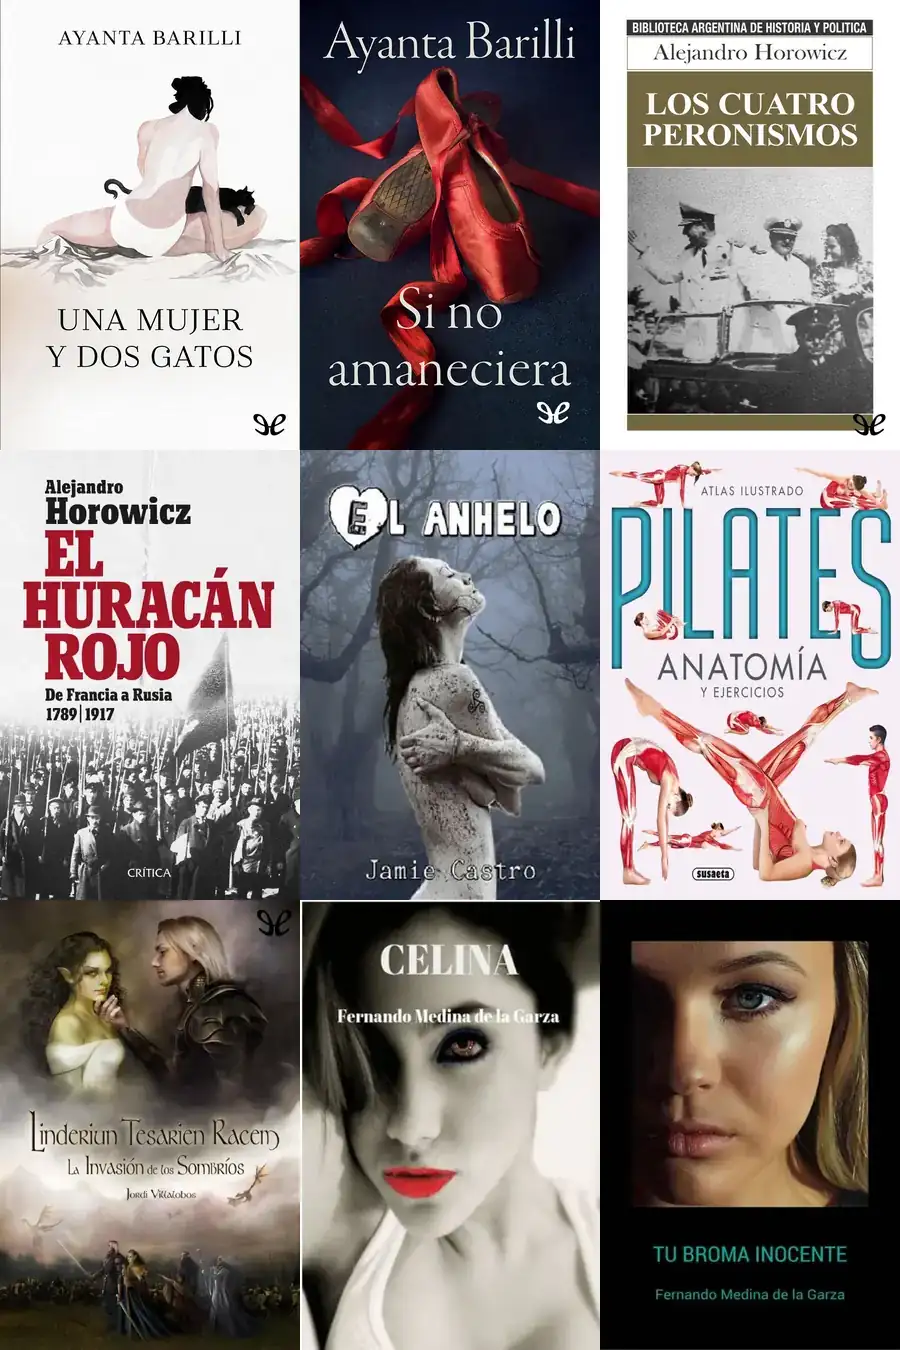 AYANTA BARILLI
UNA MUJER
Y DOS GATOS
Ayanta Barilli
Si no
amaneciera
BIBLIOTECA ARGENTINA DE HISTORIA Y POLITICA
Alejandro Horowicz
LOS CUATRO
PERONISMOS
Alejandro
Horowicz
EL
HURACÁN
ROJO
De Francia a Rusia
1789|1917
CRÍTICA
EL ANHELO
Jamie Castro
ATLAS ILUSTRADO
PILATES
ANATOMÍA
Y EJERCICIOS
susaeta
Linderiun Tesarien Racem
La Invasión de los Sombríos
Jordi Villalobos
CELINA
Fernando Medina de la Garza
TU BROMA INOCENTE
Fernando Medina de la Garza